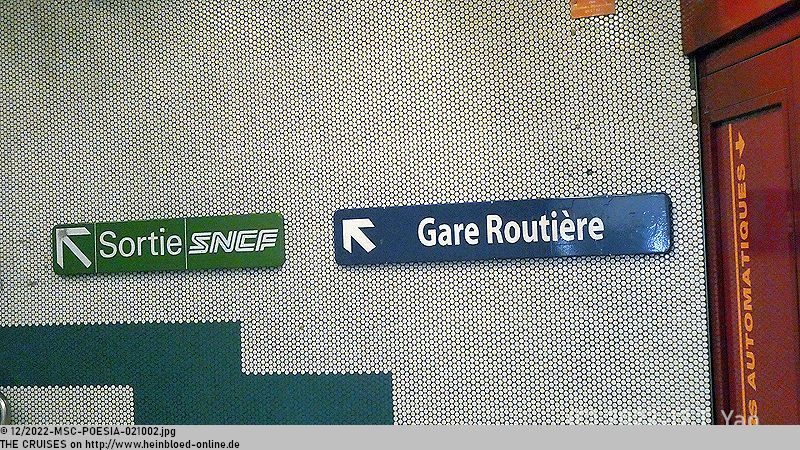 Sortie SNCF
Gare Routière
S AUTOMATIQUES
© 12/2022-MSC-POESIA-021002.jpg
THE CRUISES on http://www.heinbloed-online.de